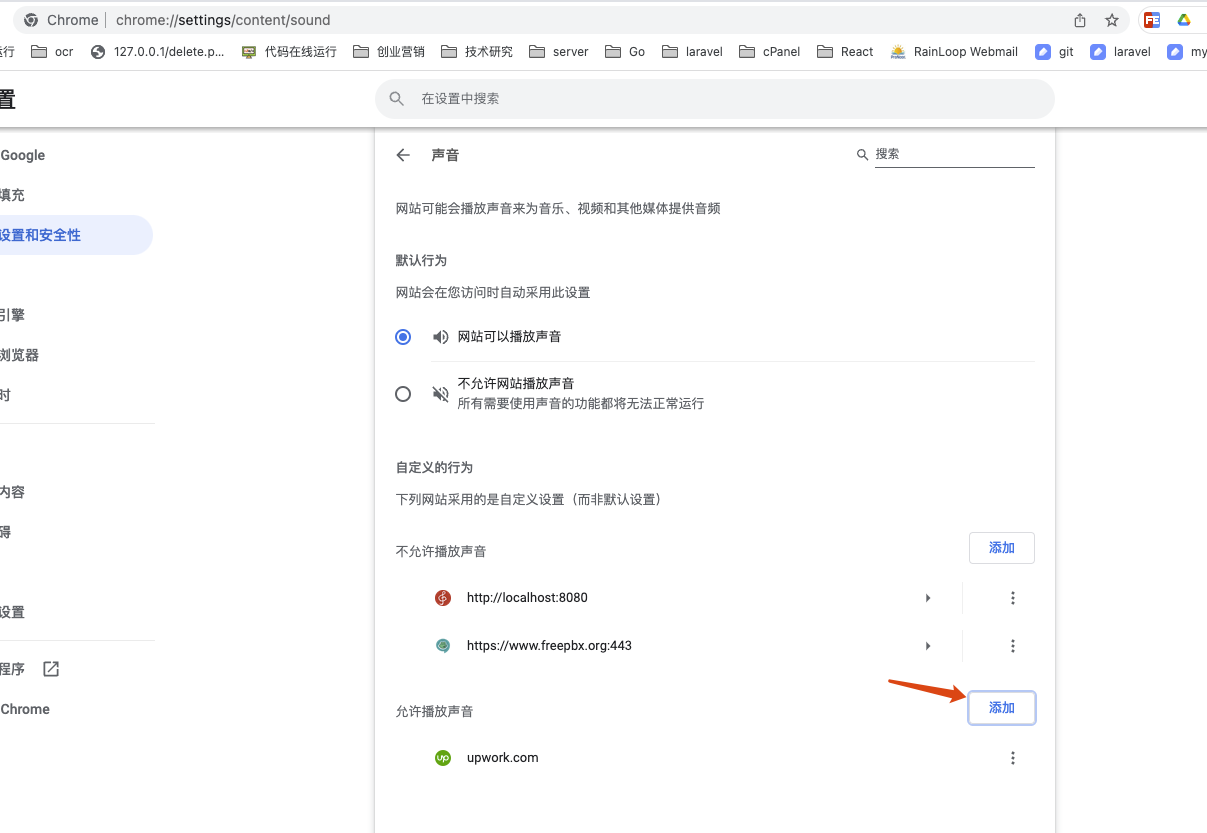 Chrome chrome://settings/content/sound
运行 ocr 127.0.0.1/delete.p... 代码在线运行 创业营销 技术研究 server Go laravel cPanel React RainLoop Webmail git laravel my
置
在设置中搜索
Google
填充
设置和安全性
引擎
浏览器
时
内容
碍
设置
程序
Chrome
声音
搜索
网站可能会播放声音来为音乐、视频和其他媒体提供音频
默认行为
网站会在您访问时自动采用此设置
网站可以播放声音
不允许网站播放声音
所有需要使用声音的功能都将无法正常运行
自定义的行为
下列网站采用的是自定义设置（而非默认设置）
不允许播放声音 添加
http://localhost:8080
https://www.freepbx.org:443
允许播放声音 添加
up upwork.com